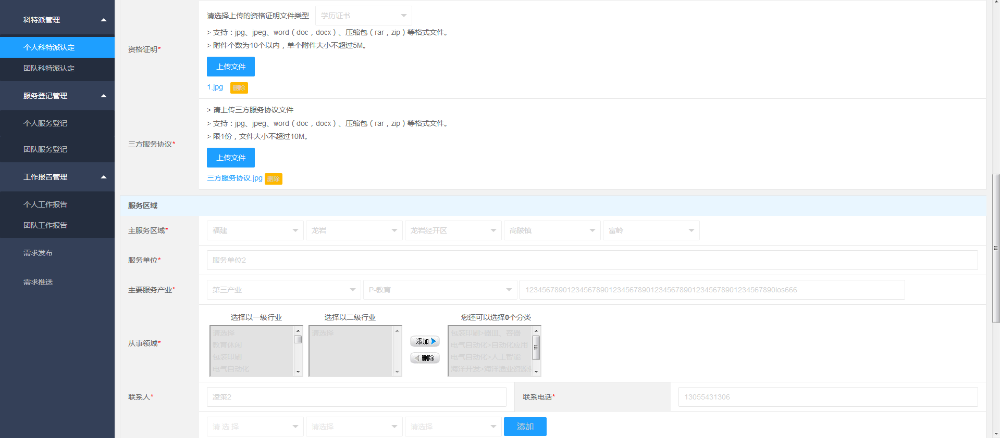 科特派管理
个人科特派认定
团队科特派认定
服务登记管理
个人服务登记
团队服务登记
工作报告管理
个人工作报告
团队工作报告
需求发布
需求推送
资格证明*
请选择上传的资格证明文件类型 学历证书
> 支持：jpg、jpeg、word（doc，docx）、压缩包（rar，zip）等格式文件。
> 附件个数为10个以内，单个附件大小不超过5M。
上传文件
1.jpg 删除
三方服务协议*
> 请上传三方服务协议文件
> 支持：jpg、jpeg、word（doc，docx）、压缩包（rar，zip）等格式文件。
> 限1份，文件大小不超过10M。
上传文件
三方服务协议.jpg 删除
服务区域
主服务区域* 福建 龙岩 龙岩经开区 高陂镇 富岭
服务单位* 服务单位2
主要服务产业* 第三产业 P-教育 12345678901234567890123456789012345678901234567890ios666
从事领域*
选择以一级行业 选择以二级行业 您还可以选择0个分类
请选择 请选择 包装印刷>器皿、容器
教育休闲 添加 电气自动化>自动化应用
包装印刷 删除 电气自动化>人工智能
电气自动化 海洋开发>海洋渔业资源
联系人* 凌策2 联系电话* 13055431306
请 选 择 请选择 请选择 添加